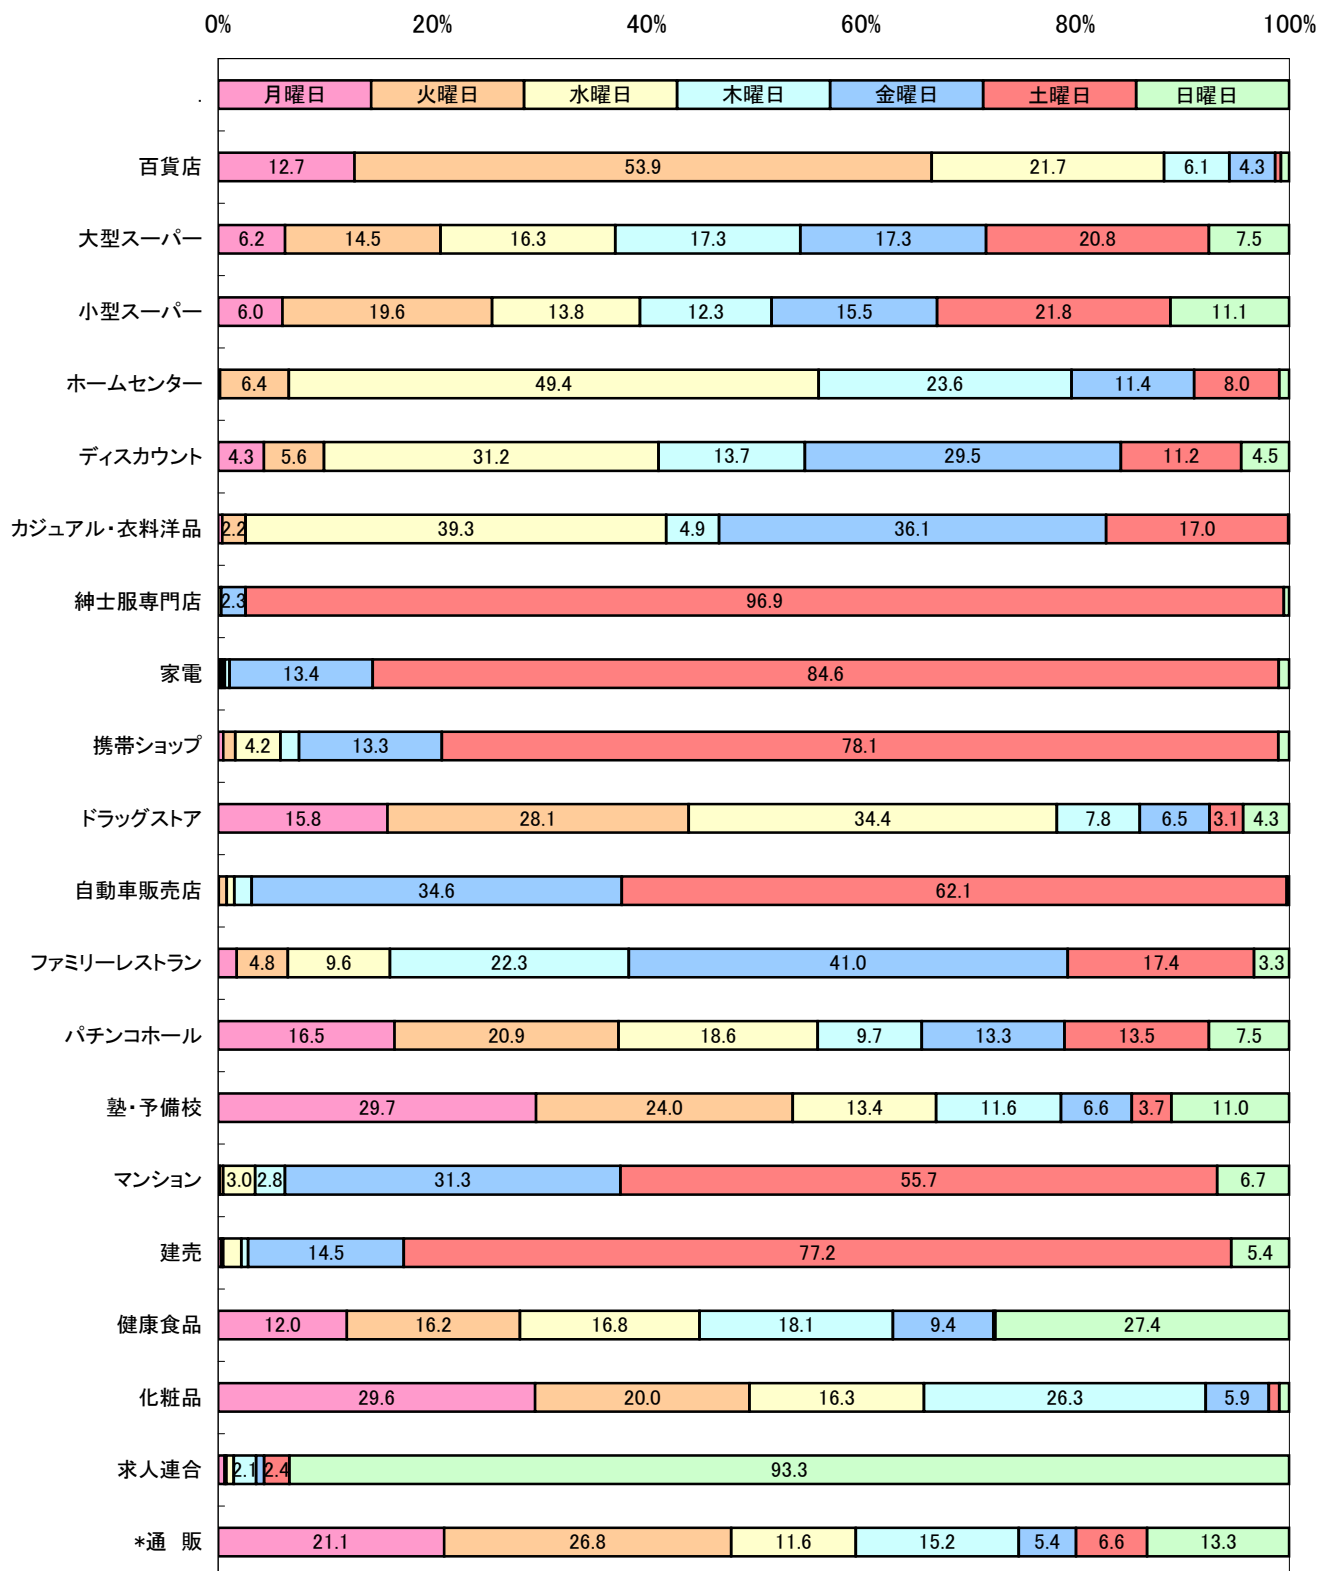 0% 20% 40% 60% 80% 100%
. 月曜日 火曜日 水曜日 木曜日 金曜日 土曜日 日曜日
百貨店 12.7 53.9 21.7 6.1 4.3
大型スーパー 6.2 14.5 16.3 17.3 17.3 20.8 7.5
小型スーパー 6.0 19.6 13.8 12.3 15.5 21.8 11.1
ホームセンター 6.4 49.4 23.6 11.4 8.0
ディスカウント 4.3 5.6 31.2 13.7 29.5 11.2 4.5
カジュアル・衣料洋品 2.2 39.3 4.9 36.1 17.0
紳士服専門店 2.3 96.9
家電 13.4 84.6
携帯ショップ 4.2 13.3 78.1
ドラッグストア 15.8 28.1 34.4 7.8 6.5 3.1 4.3
自動車販売店 34.6 62.1
ファミリーレストラン 4.8 9.6 22.3 41.0 17.4 3.3
パチンコホール 16.5 20.9 18.6 9.7 13.3 13.5 7.5
塾・予備校 29.7 24.0 13.4 11.6 6.6 3.7 11.0
マンション 3.0 2.8 31.3 55.7 6.7
建売 14.5 77.2 5.4
健康食品 12.0 16.2 16.8 18.1 9.4 27.4
化粧品 29.6 20.0 16.3 26.3 5.9
求人連合 2.1 2.4 93.3
*通　販 21.1 26.8 11.6 15.2 5.4 6.6 13.3